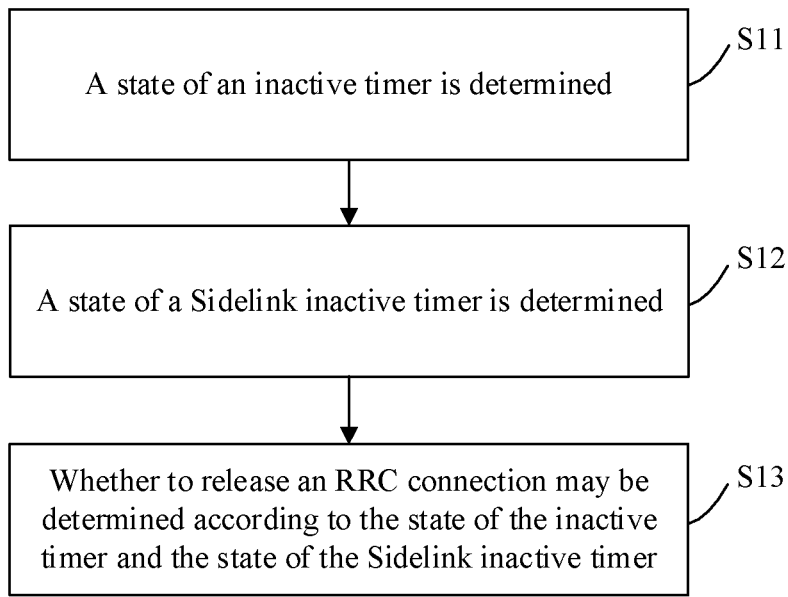 A state of an inactive timer is determined
S11
A state of a Sidelink inactive timer is determined
S12
Whether to release an RRC connection may be
determined according to the state of the inactive
timer and the state of the Sidelink inactive timer
S13